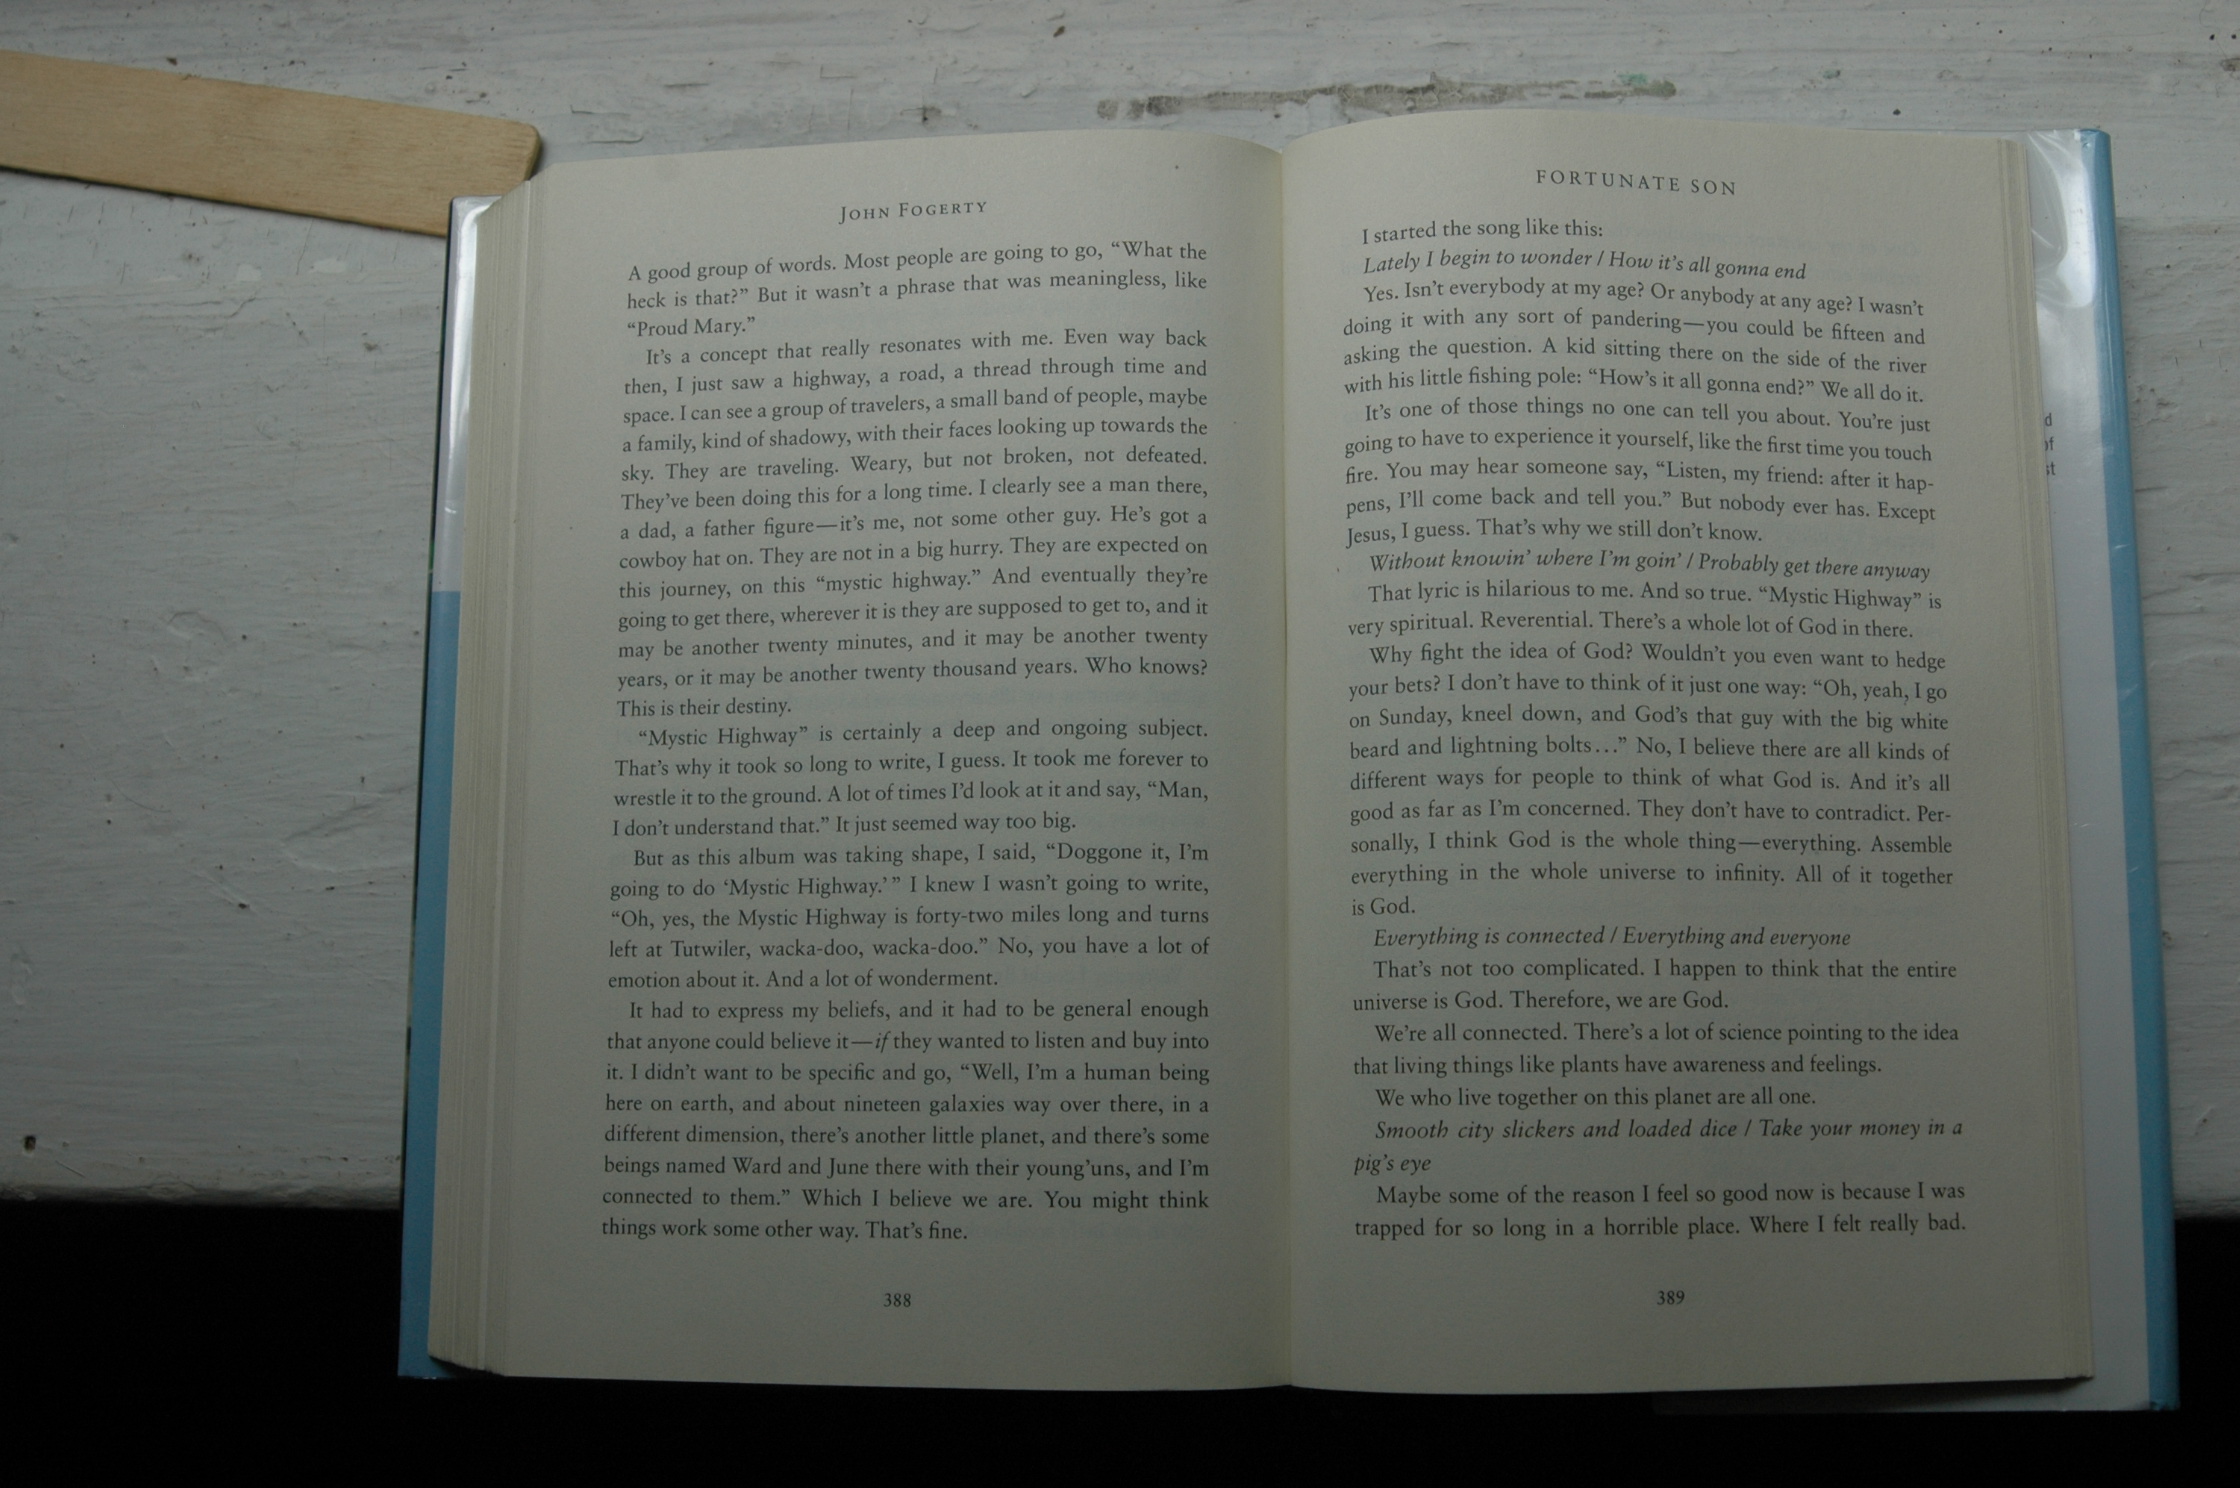 JOHN FOGERTY
A good group of words. Most people are going to go, “What the
heck is that?” But it wasn’t a phrase that was meaningless, like
“Proud Mary.”
It’s a concept that really resonates with me. Even way back
then, I just saw a highway, a road, a thread through time and
space. I can see a group of travelers, a small band of people, maybe
a family, kind of shadowy, with their faces looking up towards the
sky. They are traveling. Weary, but not broken, not defeated.
They’ve been doing this for a long time. I clearly see a man there,
a dad, a father figure—it’s me, not some other guy. He’s got a
cowboy hat on. They are not in a big hurry. They are expected on
this journey, on this “mystic highway.” And eventually they’re
going to get there, wherever it is they are supposed to get to, and it
may be another twenty minutes, and it may be another twenty
years, or it may be another twenty thousand years. Who knows?
This is their destiny.
“Mystic Highway” is certainly a deep and ongoing subject.
That’s why it took so long to write, I guess. It took me forever to
wrestle it to the ground. A lot of times I’d look at it and say, “Man,
I don’t understand that.” It just seemed way too big.
But as this album was taking shape, I said, “Doggone it, I’m
going to do ‘Mystic Highway.’ ” I knew I wasn’t going to write,
“Oh, yes, the Mystic Highway is forty-two miles long and turns
left at Tutwiler, wacka-doo, wacka-doo.” No, you have a lot of
emotion about it. And a lot of wonderment.
It had to express my beliefs, and it had to be general enough
that anyone could believe it—if they wanted to listen and buy into
it. I didn’t want to be specific and go, “Well, I’m a human being
here on earth, and about nineteen galaxies way over there, in a
different dimension, there’s another little planet, and there’s some
beings named Ward and June there with their young’uns, and I’m
connected to them.” Which I believe we are. You might think
things work some other way. That’s fine.
388
FORTUNATE SON
I started the song like this:
Lately I begin to wonder / How it’s all gonna end
Yes. Isn’t everybody at my age? Or anybody at any age? I wasn’t
doing it with any sort of pandering—you could be fifteen and
asking the question. A kid sitting there on the side of the river
with his little fishing pole: “How’s it all gonna end?” We all do it.
It’s one of those things no one can tell you about. You’re just
going to have to experience it yourself, like the first time you touch
fire. You may hear someone say, “Listen, my friend: after it hap-
pens, I’ll come back and tell you.” But nobody ever has. Except
Jesus, I guess. That’s why we still don’t know.
Without knowin’ where I’m goin’ / Probably get there anyway
That lyric is hilarious to me. And so true. “Mystic Highway” is
very spiritual. Reverential. There’s a whole lot of God in there.
Why fight the idea of God? Wouldn’t you even want to hedge
your bets? I don’t have to think of it just one way: “Oh, yeah, I go
on Sunday, kneel down, and God’s that guy with the big white
beard and lightning bolts…” No, I believe there are all kinds of
different ways for people to think of what God is. And it’s all
good as far as I’m concerned. They don’t have to contradict. Per-
sonally, I think God is the whole thing—everything. Assemble
everything in the whole universe to infinity. All of it together
is God.
Everything is connected / Everything and everyone
That’s not too complicated. I happen to think that the entire
universe is God. Therefore, we are God.
We’re all connected. There’s a lot of science pointing to the idea
that living things like plants have awareness and feelings.
We who live together on this planet are all one.
Smooth city slickers and loaded dice / Take your money in a
pig’s eye
Maybe some of the reason I feel so good now is because I was
trapped for so long in a horrible place. Where I felt really bad.
389